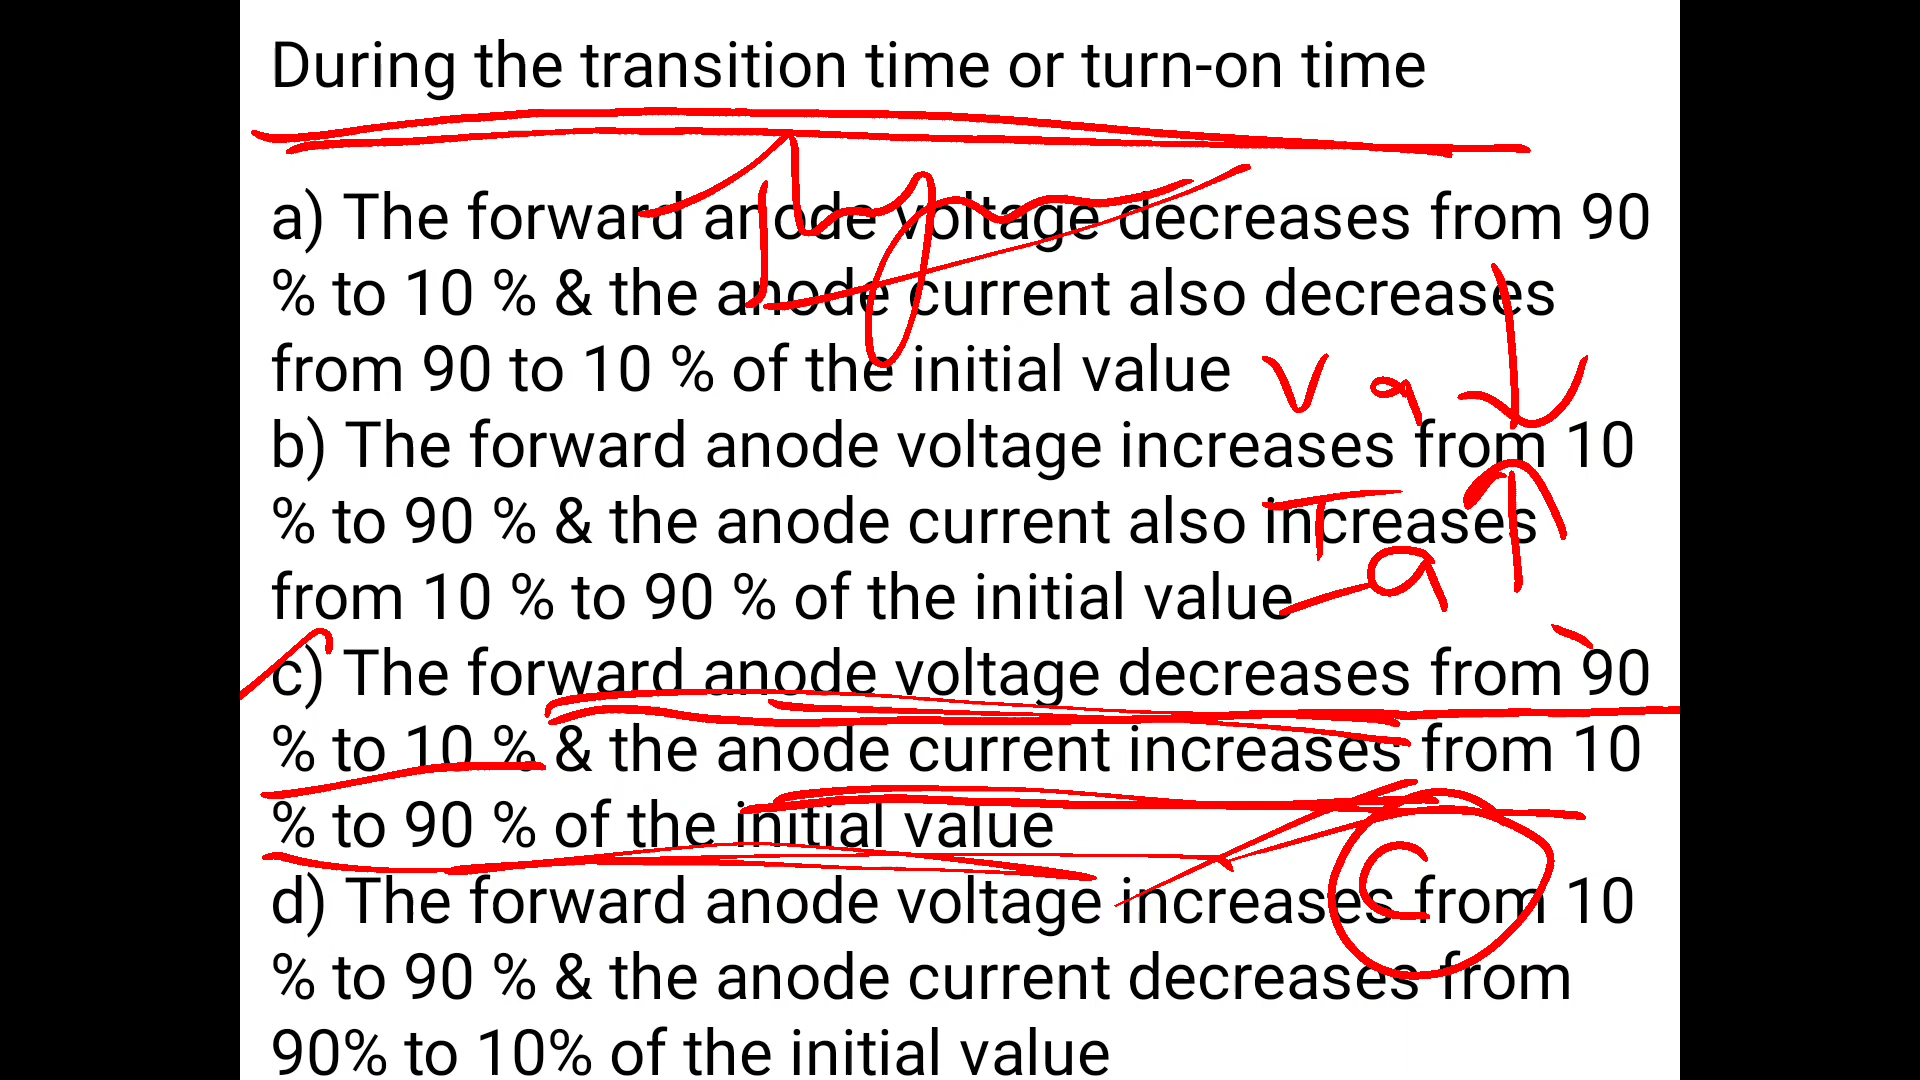 During the transition time or turn-on time
a) The forward anode voltage decreases from 90
% to 10 % & the anode current also decreases
from 90 to 10 % of the initial value
b) The forward anode voltage increases from 10
% to 90 % & the anode current also increases
from 10 % to 90 % of the initial value
c) The forward anode voltage decreases from 90
% to 10 % & the anode current increases from 10
% to 90 % of the initial value
d) The forward anode voltage increases from 10
% to 90 % & the anode current decreases from
90% to 10% of the initial value
Va ↓
Ia ↑
C